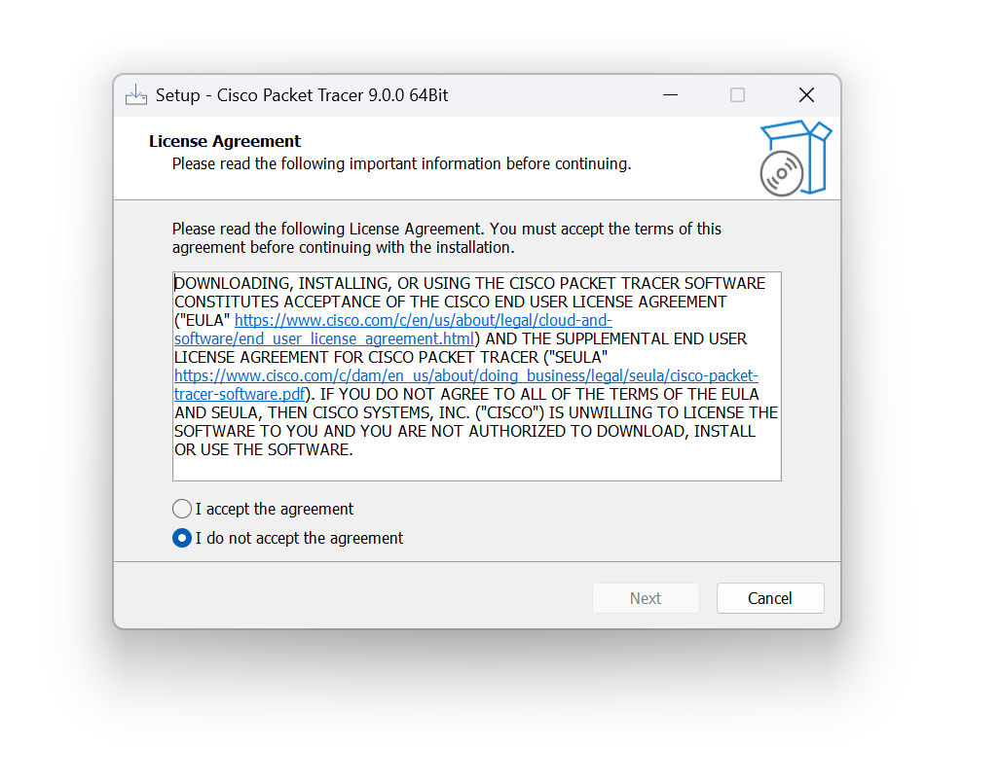 Setup - Cisco Packet Tracer 9.0.0 64Bit
License Agreement
Please read the following important information before continuing.
Please read the following License Agreement. You must accept the terms of this
agreement before continuing with the installation.
DOWNLOADING, INSTALLING, OR USING THE CISCO PACKET TRACER SOFTWARE
CONSTITUTES ACCEPTANCE OF THE CISCO END USER LICENSE AGREEMENT
("EULA" https://www.cisco.com/c/en/us/about/legal/cloud-and-
software/end_user_license_agreement.html) AND THE SUPPLEMENTAL END USER
LICENSE AGREEMENT FOR CISCO PACKET TRACER ("SEULA"
https://www.cisco.com/c/dam/en_us/about/doing_business/legal/seula/cisco-packet-
tracer-software.pdf). IF YOU DO NOT AGREE TO ALL OF THE TERMS OF THE EULA
AND SEULA, THEN CISCO SYSTEMS, INC. ("CISCO") IS UNWILLING TO LICENSE THE
SOFTWARE TO YOU AND YOU ARE NOT AUTHORIZED TO DOWNLOAD, INSTALL
OR USE THE SOFTWARE.
I accept the agreement
I do not accept the agreement
Next
Cancel